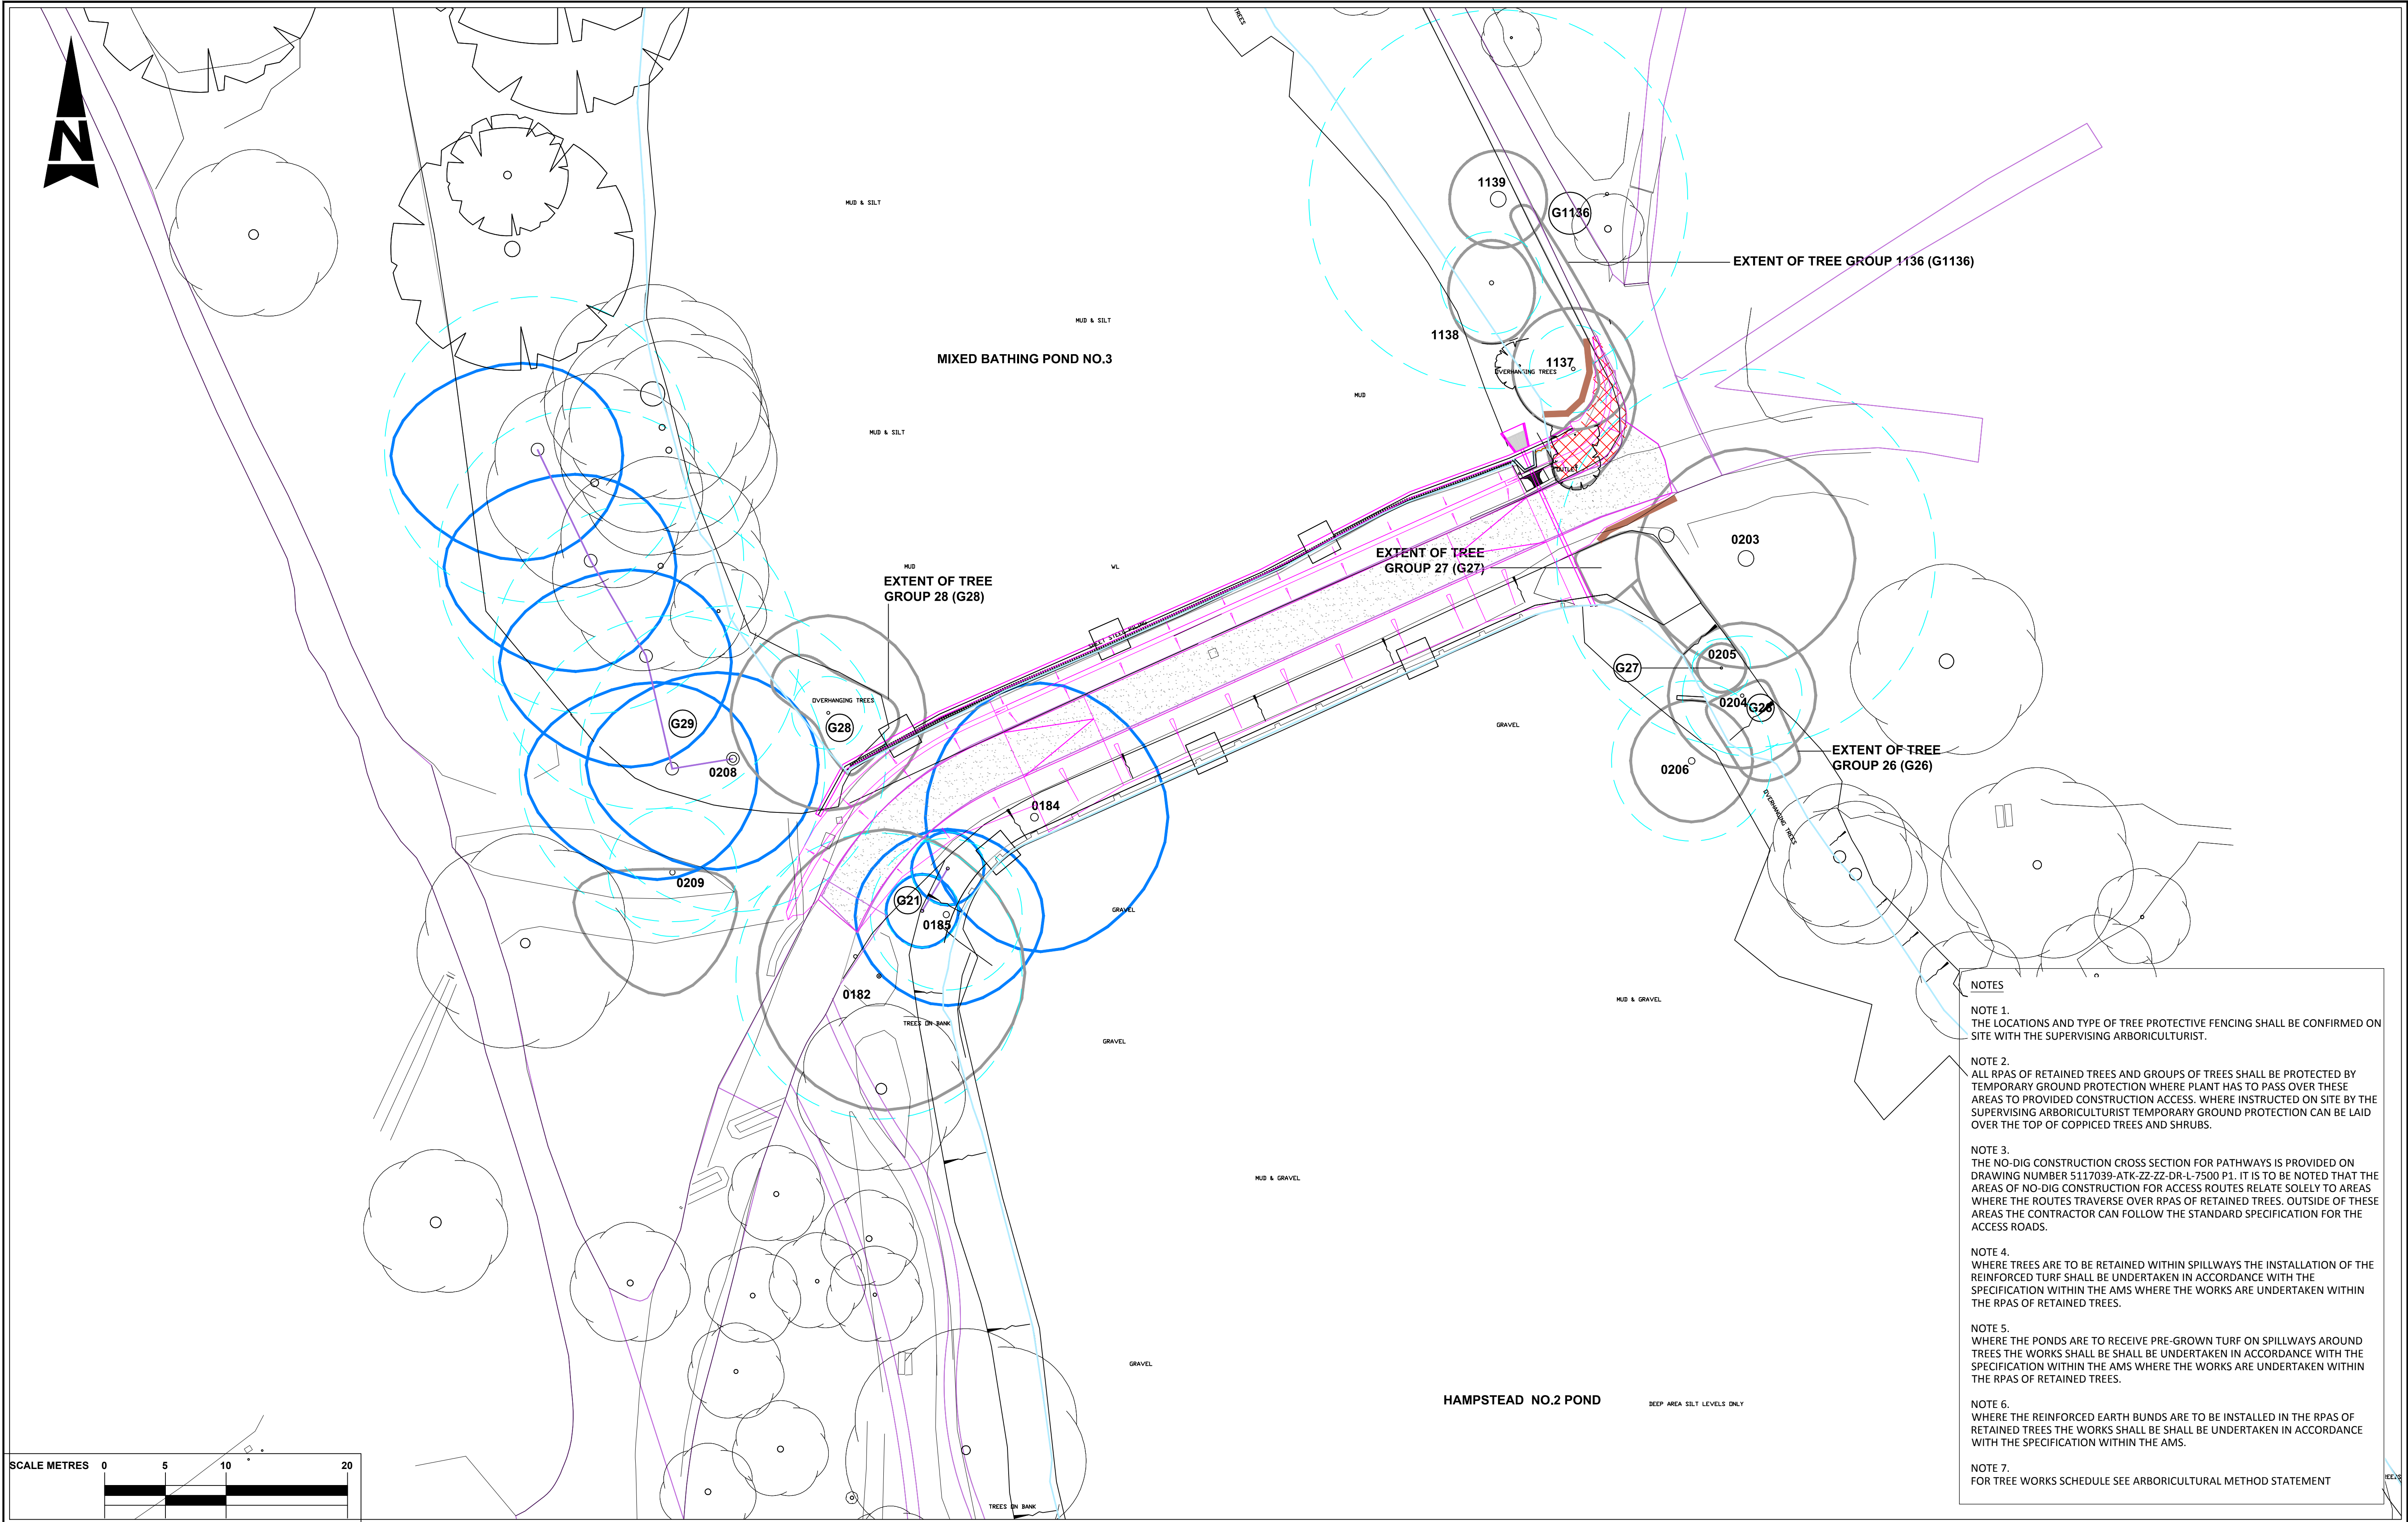 TREES
N
MUD & SILT
1139
G1136
EXTENT OF TREE GROUP 1136 (G1136)
MUD & SILT
1138
MIXED BATHING POND NO.3
1137
OVERHANGING TREES
MUD
MUD & SILT
OUTLET
0203
EXTENT OF TREE
GROUP 27 (G27)
MUD
WL
EXTENT OF TREE
GROUP 28 (G28)
SHEET STEEL PILING
0205
G27
OVERHANGING TREES
0204
G26
G29
G28
GRAVEL
EXTENT OF TREE
GROUP 26 (G26)
0208
0206
0184
OVERHANGING TREES
0209
G21
GRAVEL
0185
0182
MUD & GRAVEL
TREES ON BANK
GRAVEL
MUD & GRAVEL
GRAVEL
HAMPSTEAD NO.2 POND
DEEP AREA SILT LEVELS ONLY
TREES ON BANK
SCALE METRES 0 5 10 20
NOTES
NOTE 1.
THE LOCATIONS AND TYPE OF TREE PROTECTIVE FENCING SHALL BE CONFIRMED ON
SITE WITH THE SUPERVISING ARBORICULTURIST.
NOTE 2.
ALL RPAS OF RETAINED TREES AND GROUPS OF TREES SHALL BE PROTECTED BY
TEMPORARY GROUND PROTECTION WHERE PLANT HAS TO PASS OVER THESE
AREAS TO PROVIDED CONSTRUCTION ACCESS. WHERE INSTRUCTED ON SITE BY THE
SUPERVISING ARBORICULTURIST TEMPORARY GROUND PROTECTION CAN BE LAID
OVER THE TOP OF COPPICED TREES AND SHRUBS.
NOTE 3.
THE NO-DIG CONSTRUCTION CROSS SECTION FOR PATHWAYS IS PROVIDED ON
DRAWING NUMBER 5117039-ATK-ZZ-ZZ-DR-L-7500 P1. IT IS TO BE NOTED THAT THE
AREAS OF NO-DIG CONSTRUCTION FOR ACCESS ROUTES RELATE SOLELY TO AREAS
WHERE THE ROUTES TRAVERSE OVER RPAS OF RETAINED TREES. OUTSIDE OF THESE
AREAS THE CONTRACTOR CAN FOLLOW THE STANDARD SPECIFICATION FOR THE
ACCESS ROADS.
NOTE 4.
WHERE TREES ARE TO BE RETAINED WITHIN SPILLWAYS THE INSTALLATION OF THE
REINFORCED TURF SHALL BE UNDERTAKEN IN ACCORDANCE WITH THE
SPECIFICATION WITHIN THE AMS WHERE THE WORKS ARE UNDERTAKEN WITHIN
THE RPAS OF RETAINED TREES.
NOTE 5.
WHERE THE PONDS ARE TO RECEIVE PRE-GROWN TURF ON SPILLWAYS AROUND
TREES THE WORKS SHALL BE SHALL BE UNDERTAKEN IN ACCORDANCE WITH THE
SPECIFICATION WITHIN THE AMS WHERE THE WORKS ARE UNDERTAKEN WITHIN
THE RPAS OF RETAINED TREES.
NOTE 6.
WHERE THE REINFORCED EARTH BUNDS ARE TO BE INSTALLED IN THE RPAS OF
RETAINED TREES THE WORKS SHALL BE SHALL BE UNDERTAKEN IN ACCORDANCE
WITH THE SPECIFICATION WITHIN THE AMS.
NOTE 7.
FOR TREE WORKS SCHEDULE SEE ARBORICULTURAL METHOD STATEMENT